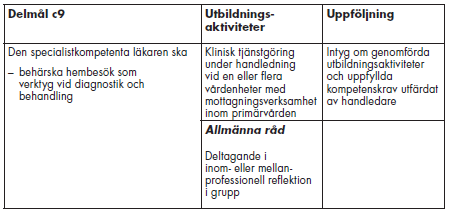 Delmål c9
Utbildnings-
aktiviteter
Uppföljning
Den specialistkompetenta läkaren ska
– behärska hembesök som
verktyg vid diagnostik och
behandling
Klinisk tjänstgöring
under handledning
vid en eller flera
vårdenheter med
mottagningsverksamhet
inom primärvården
Intyg om genomförda
utbildningsaktiviteter
och uppfyllda
kompetenskrav utfärdat
av handledare
Allmänna råd
Deltagande i
inom- eller mellan-
professionell reflektion
i grupp